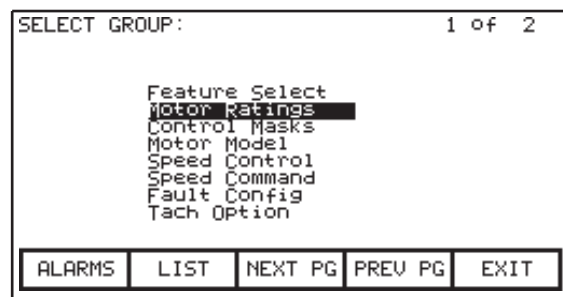 SELECT GROUP: 1 Of 2
Feature Select
Motor Ratings
Control Masks
Motor Model
Speed Control
Speed Command
Fault Config
Tach Option
ALARMS LIST NEXT PG PREV PG EXIT